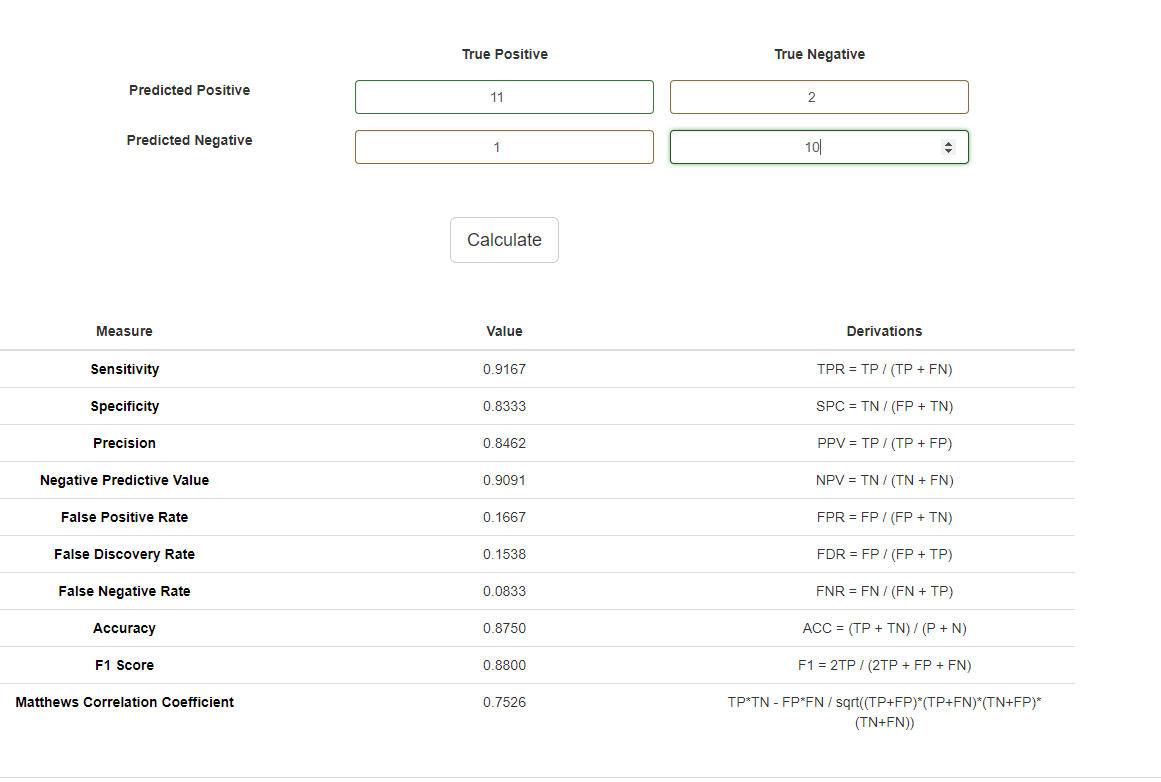 True Positive True Negative
Predicted Positive 11 2
Predicted Negative 1 10
Calculate
Measure Value Derivations
Sensitivity 0.9167 TPR = TP / (TP + FN)
Specificity 0.8333 SPC = TN / (FP + TN)
Precision 0.8462 PPV = TP / (TP + FP)
Negative Predictive Value 0.9091 NPV = TN / (TN + FN)
False Positive Rate 0.1667 FPR = FP / (FP + TN)
False Discovery Rate 0.1538 FDR = FP / (FP + TP)
False Negative Rate 0.0833 FNR = FN / (FN + TP)
Accuracy 0.8750 ACC = (TP + TN) / (P + N)
F1 Score 0.8800 F1 = 2TP / (2TP + FP + FN)
Matthews Correlation Coefficient 0.7526 TP*TN - FP*FN / sqrt((TP+FP)*(TP+FN)*(TN+FP)*
(TN+FN))